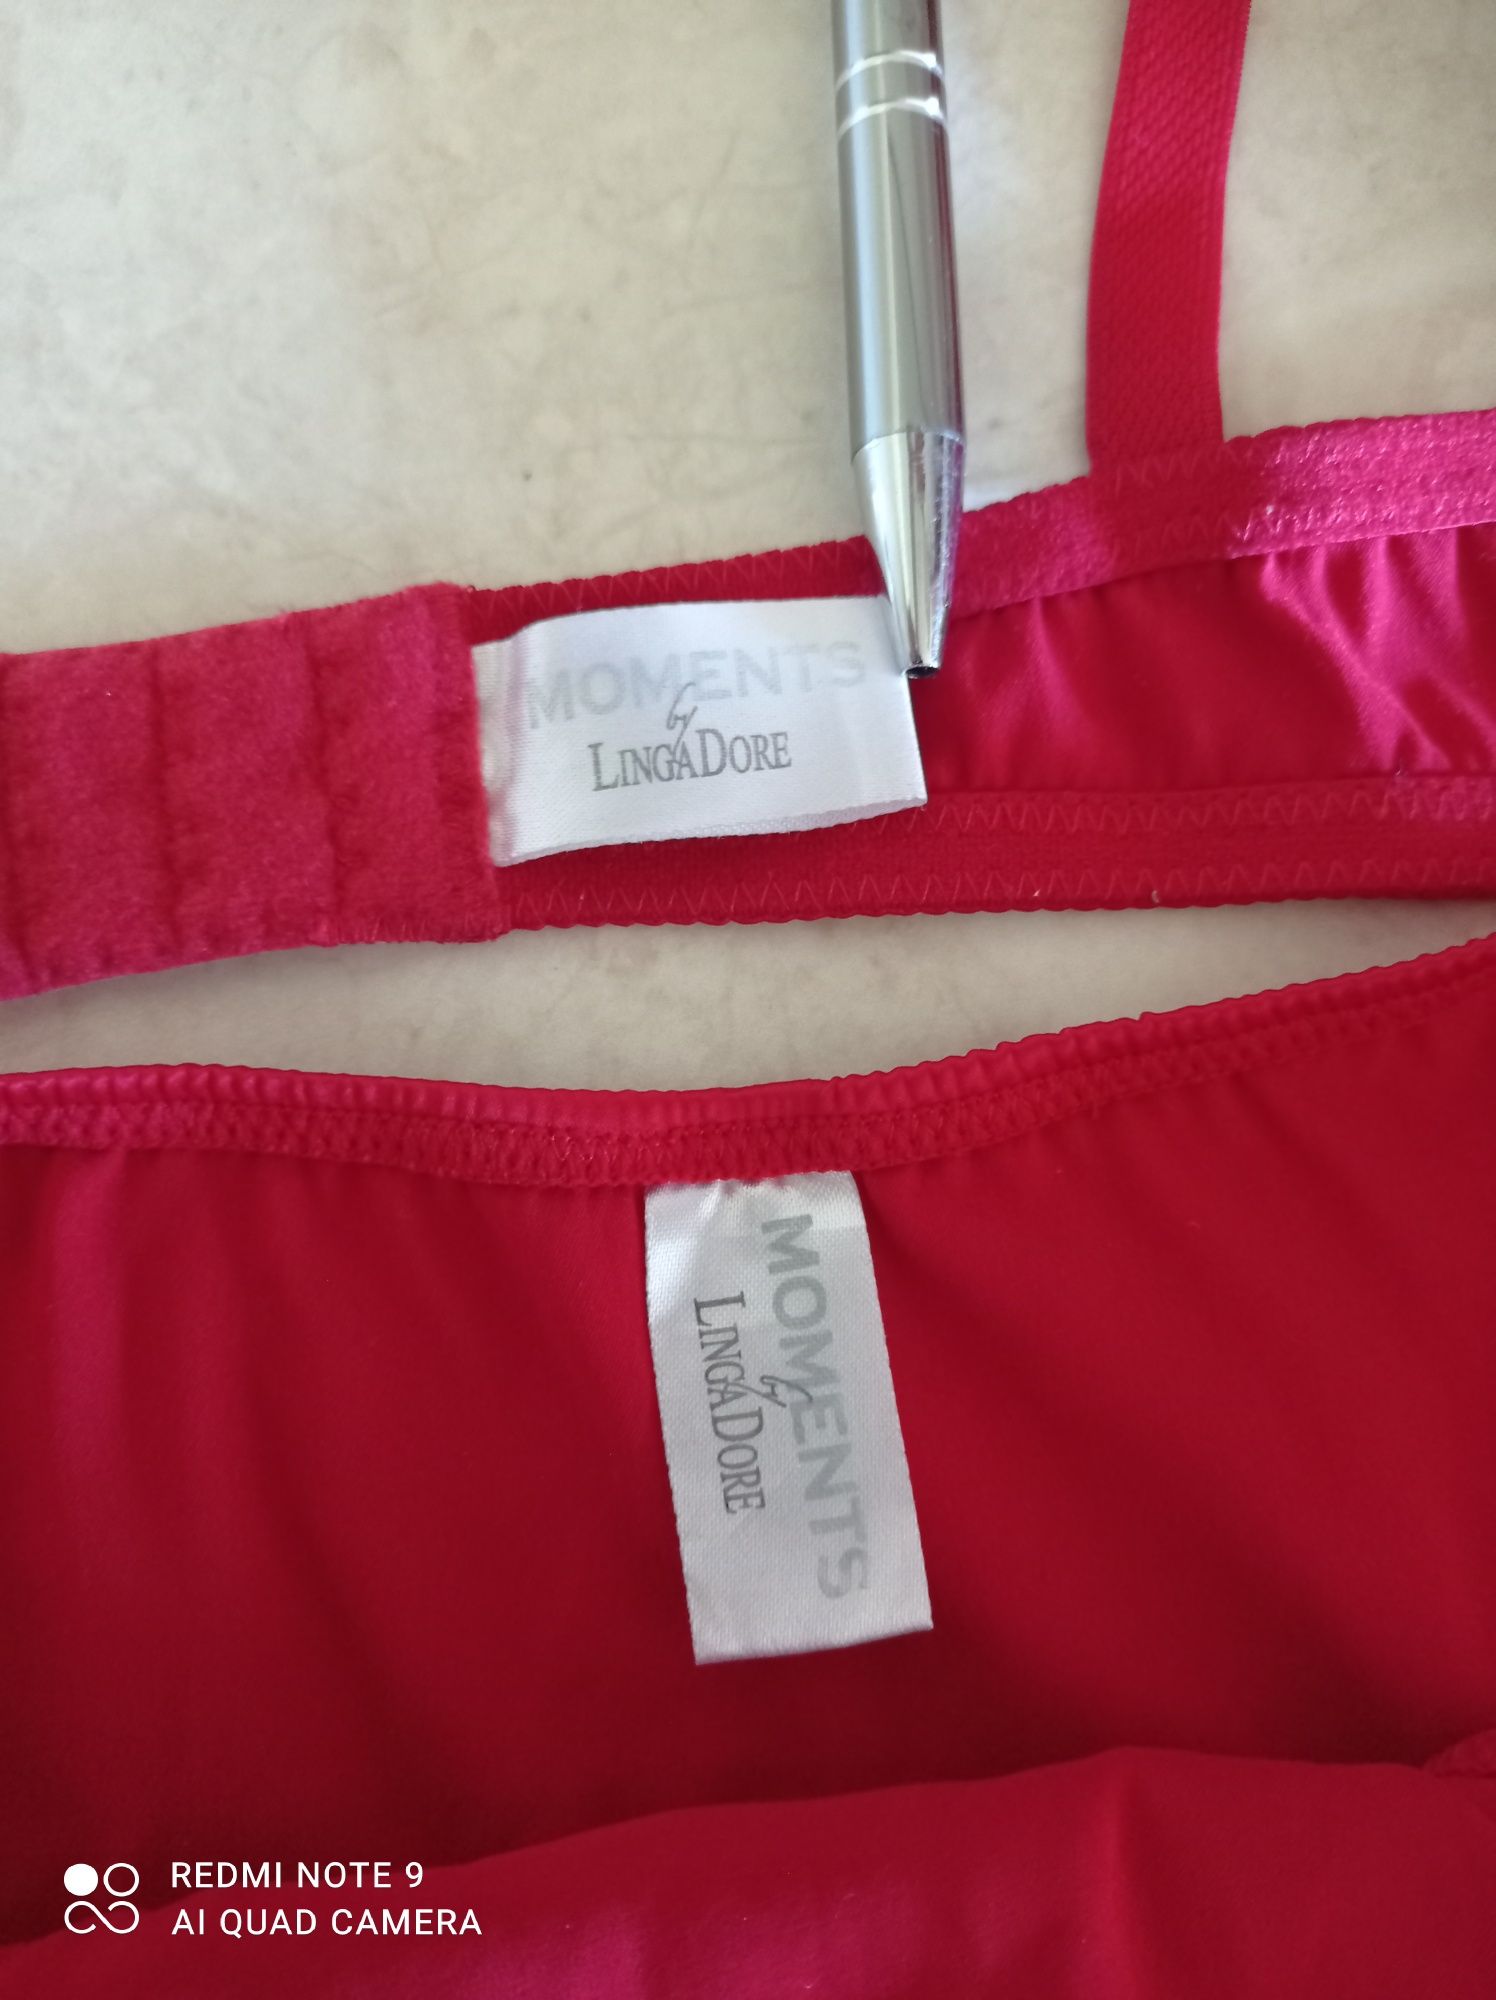 MOMENTS
by
LINGADORE
MOMENTS
by
LINGADORE
REDMI NOTE 9
AI QUAD CAMERA